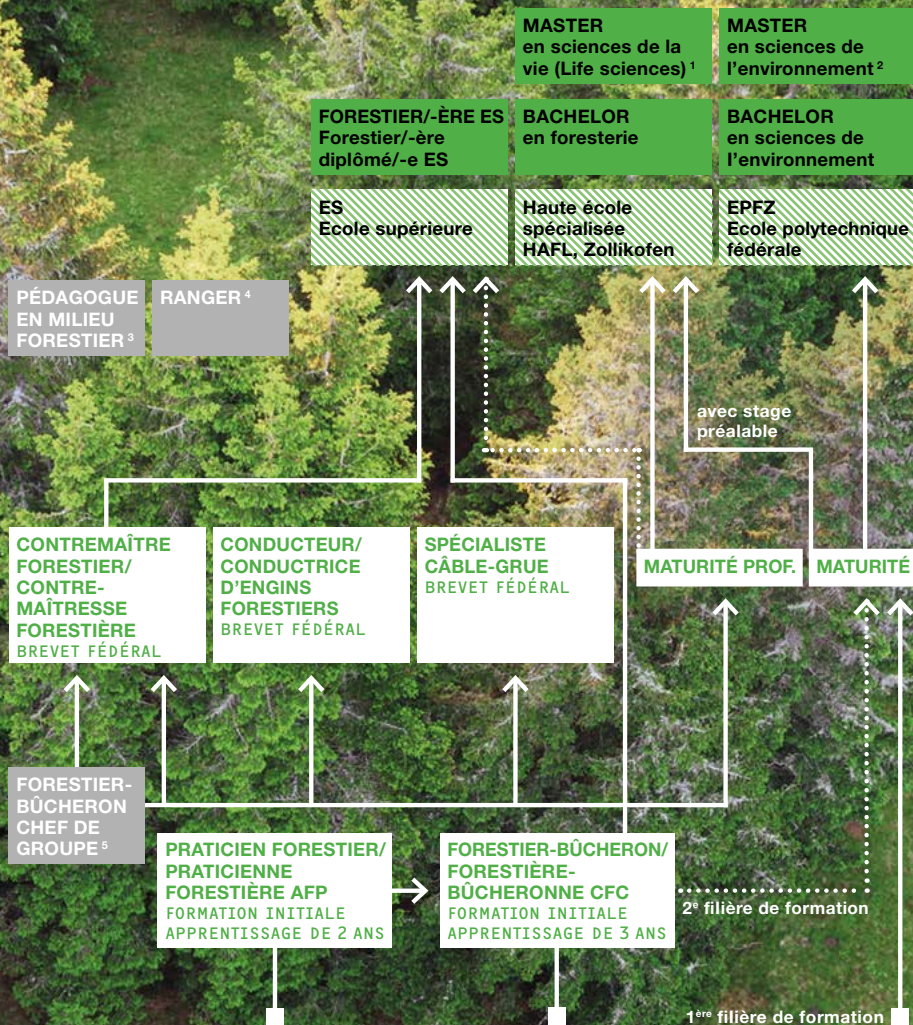 MASTER
en sciences de la
vie (Life sciences) ¹
MASTER
en sciences de
l'environnement ²
FORESTIER/-ÈRE ES
Forestier/-ère
diplômé/-e ES
BACHELOR
en foresterie
BACHELOR
en sciences de
l'environnement
ES
Ecole supérieure
Haute école
spécialisée
HAFL, Zollikofen
EPFZ
Ecole polytechnique
fédérale
PÉDAGOGUE
EN MILIEU
FORESTIER ³
RANGER ⁴
avec stage
préalable
CONTREMAÎTRE
FORESTIER/
CONTRE-
MAÎTRESSE
FORESTIÈRE
BREVET FÉDÉRAL
CONDUCTEUR/
CONDUCTRICE
D'ENGINS
FORESTIERS
BREVET FÉDÉRAL
SPÉCIALISTE
CÂBLE-GRUE
BREVET FÉDÉRAL
MATURITÉ PROF.
MATURITÉ
FORESTIER-
BÛCHERON
CHEF DE
GROUPE ⁵
PRATICIEN FORESTIER/
PRATICIENNE
FORESTIÈRE AFP
FORMATION INITIALE
APPRENTISSAGE DE 2 ANS
FORESTIER-BÛCHERON/
FORESTIÈRE-
BÛCHERONNE CFC
FORMATION INITIALE
APPRENTISSAGE DE 3 ANS
2ᵉ filière de formation
1ᵉ̀ʳᵉ filière de formation